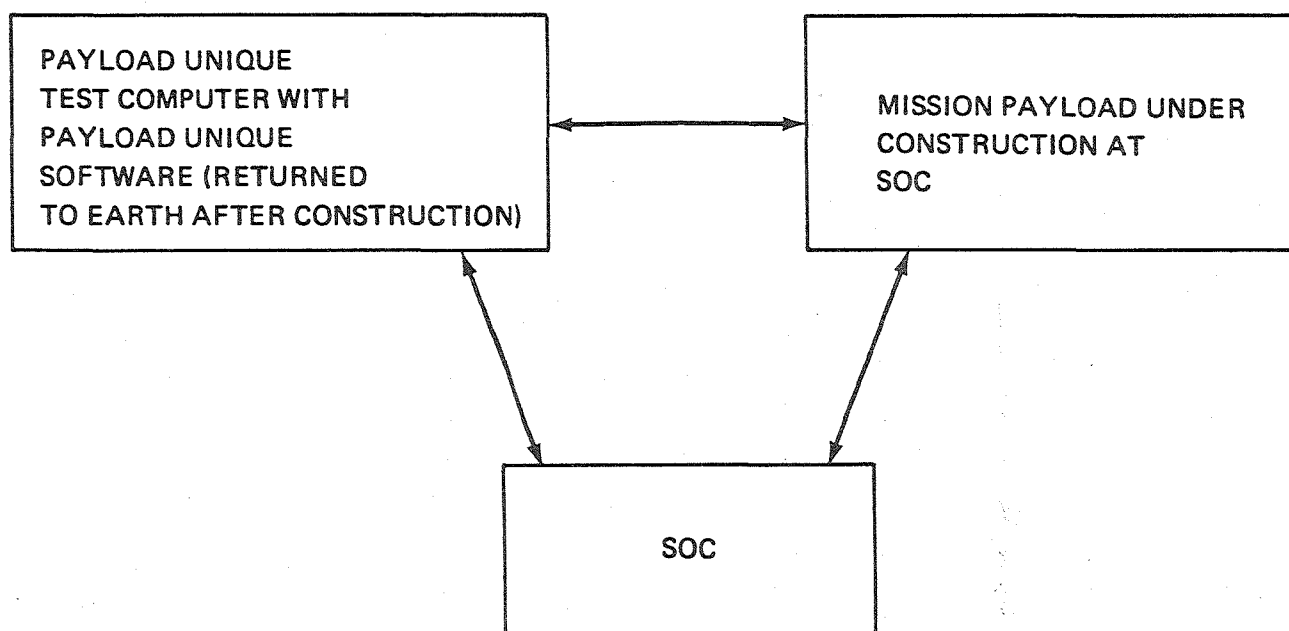 PAYLOAD UNIQUE
TEST COMPUTER WITH
PAYLOAD UNIQUE
SOFTWARE (RETURNED
TO EARTH AFTER CONSTRUCTION)
MISSION PAYLOAD UNDER
CONSTRUCTION AT
SOC
SOC